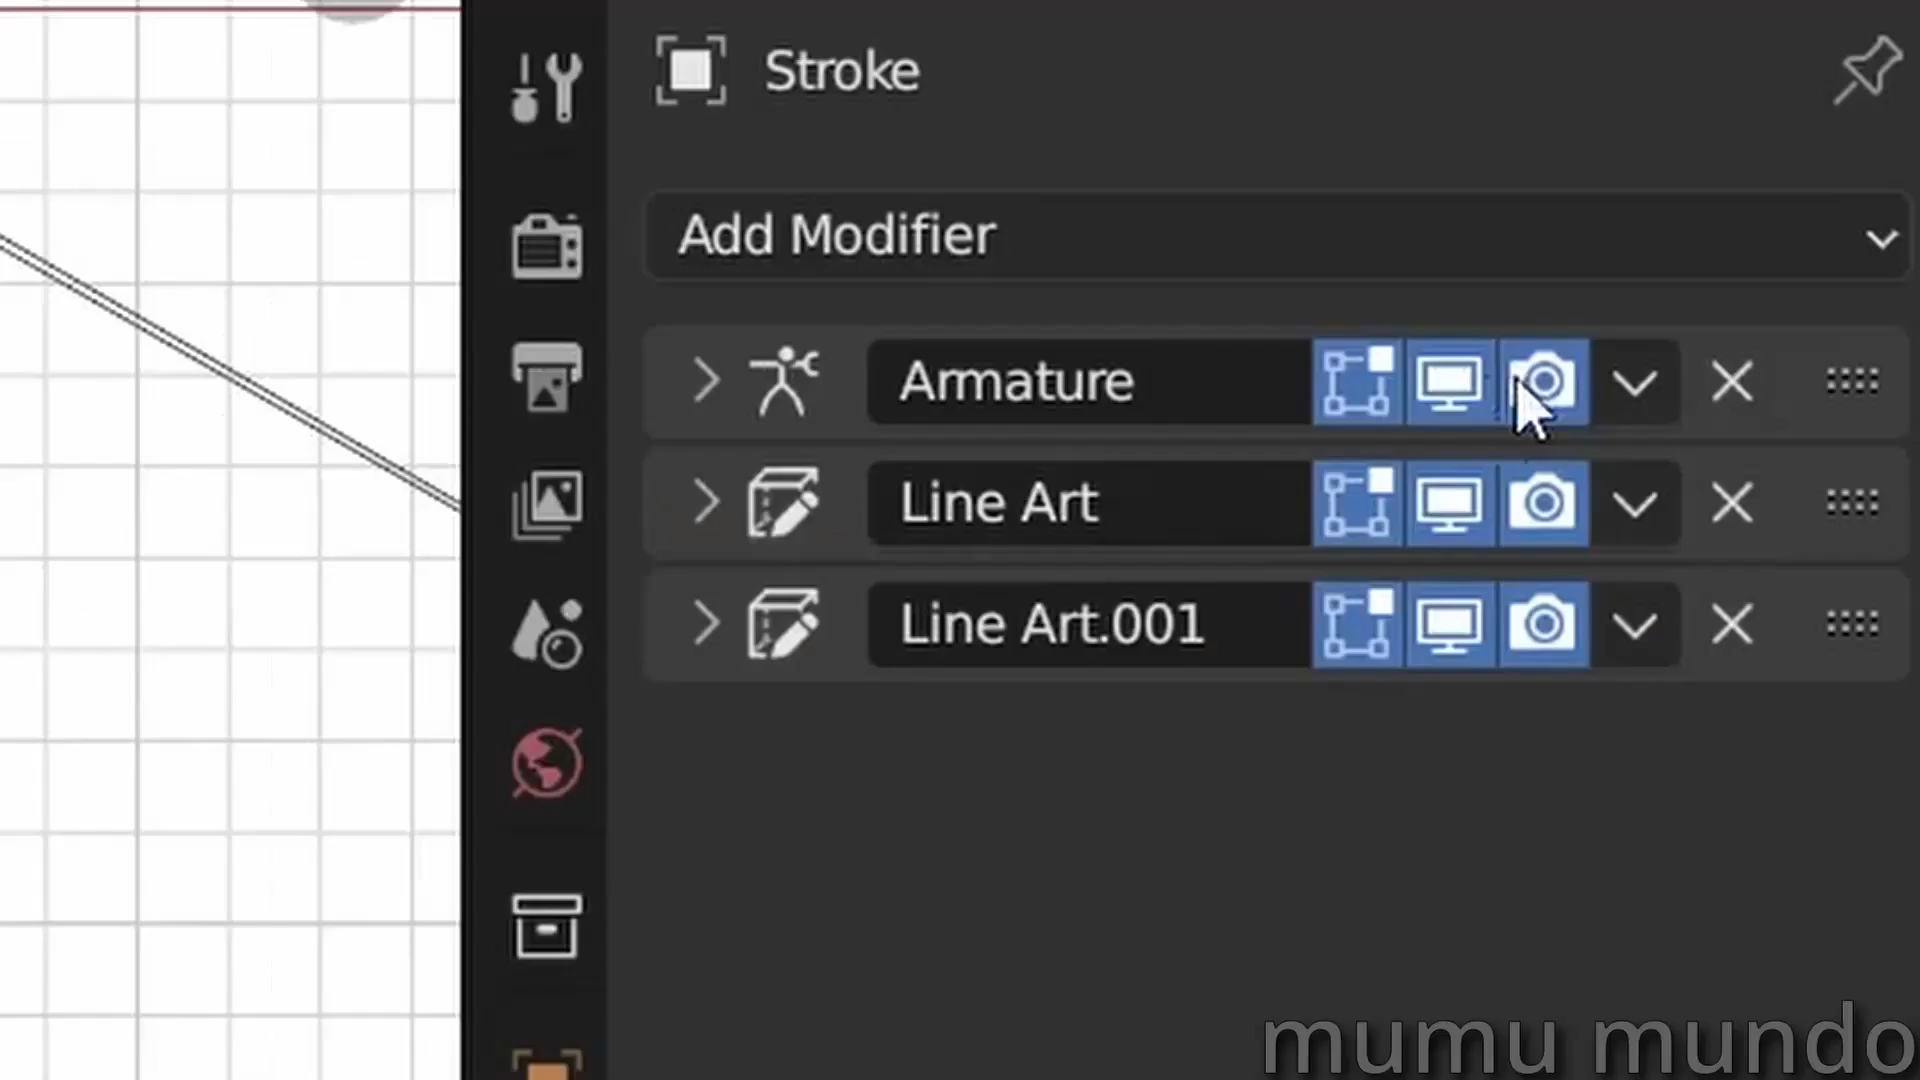 Stroke
Add Modifier
Armature
Line Art
Line Art.001
mumu mundo